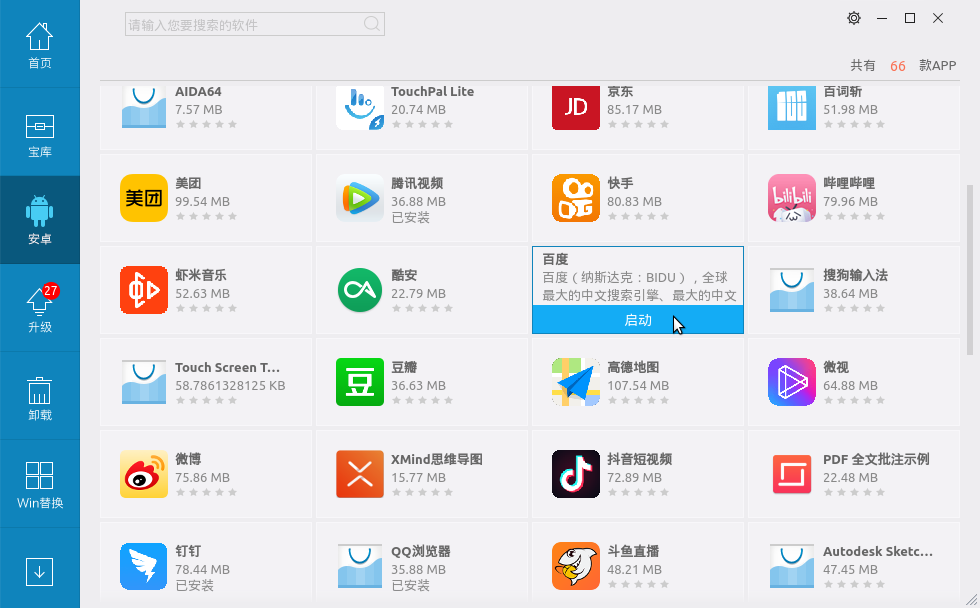 请输入您要搜索的软件
共有 66 款APP
首页
宝库
安卓
27
升级
卸载
Win替换
AIDA64
7.57 MB
TouchPal Lite
20.74 MB
JD
京东
85.17 MB
百词斩
51.98 MB
美团
美团
99.54 MB
腾讯视频
36.88 MB
已安装
快手
80.83 MB
bilibili
哔哩哔哩
79.96 MB
虾米音乐
52.63 MB
酷安
22.79 MB
百度
百度（纳斯达克：BIDU），全球
最大的中文搜索引擎、最大的中文
启动
搜狗输入法
38.64 MB
Touch Screen T...
58.7861328125 KB
豆
豆瓣
36.63 MB
高德地图
107.54 MB
微视
64.88 MB
微博
75.86 MB
XMind思维导图
15.77 MB
抖音短视频
72.89 MB
PDF 全文批注示例
22.48 MB
钉钉
78.44 MB
已安装
QQ浏览器
35.88 MB
已安装
斗鱼直播
48.21 MB
Autodesk Sketc...
47.45 MB